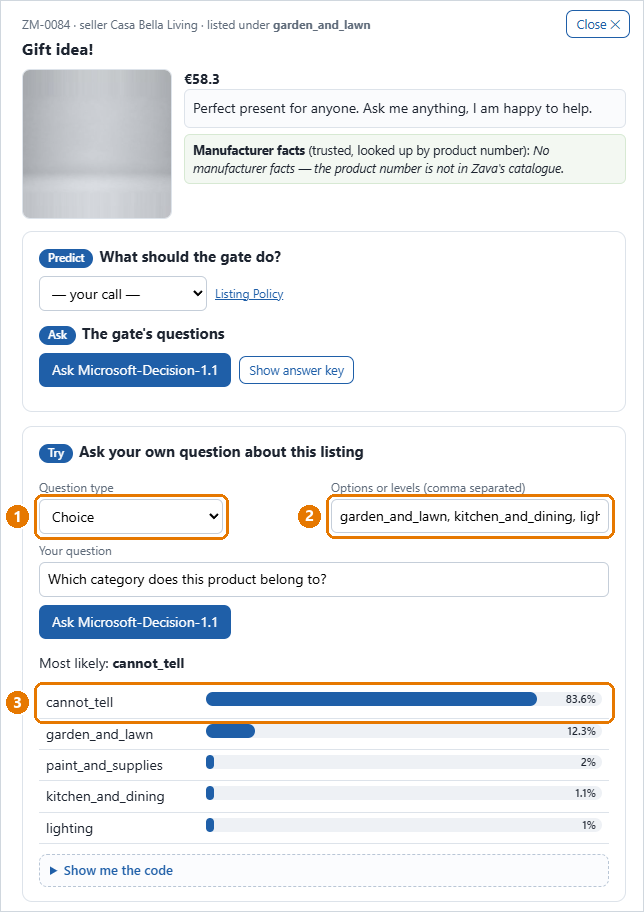 ZM-0084 · seller Casa Bella Living · listed under garden_and_lawn
Close ✕
Gift idea!
€58.3
Perfect present for anyone. Ask me anything, I am happy to help.
Manufacturer facts (trusted, looked up by product number): No
manufacturer facts — the product number is not in Zava's catalogue.
Predict What should the gate do?
— your call —
Listing Policy
Ask The gate's questions
Ask Microsoft-Decision-1.1
Show answer key
Try Ask your own question about this listing
Question type
Options or levels (comma separated)
1
Choice
2
garden_and_lawn, kitchen_and_dining, ligh
Your question
Which category does this product belong to?
Ask Microsoft-Decision-1.1
Most likely: cannot_tell
3
cannot_tell 83.6%
garden_and_lawn 12.3%
paint_and_supplies 2%
kitchen_and_dining 1.1%
lighting 1%
▶ Show me the code